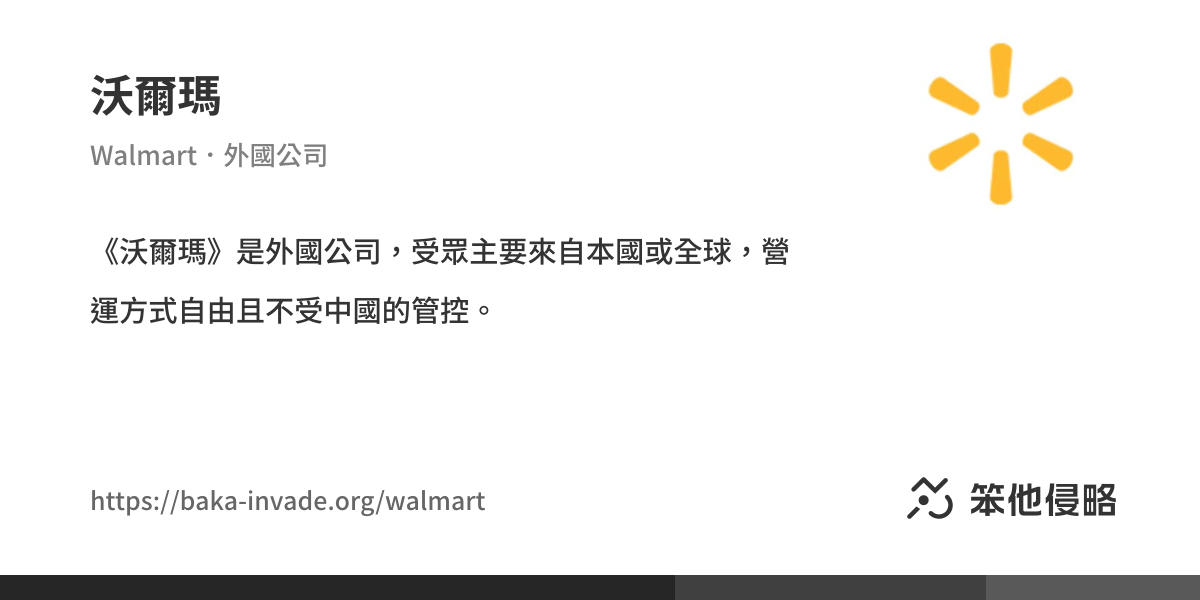 沃爾瑪
Walmart・外國公司
《沃爾瑪》是外國公司，受眾主要來自本國或全球，營
運方式自由且不受中國的管控。
https://baka-invade.org/walmart
笨他侵略